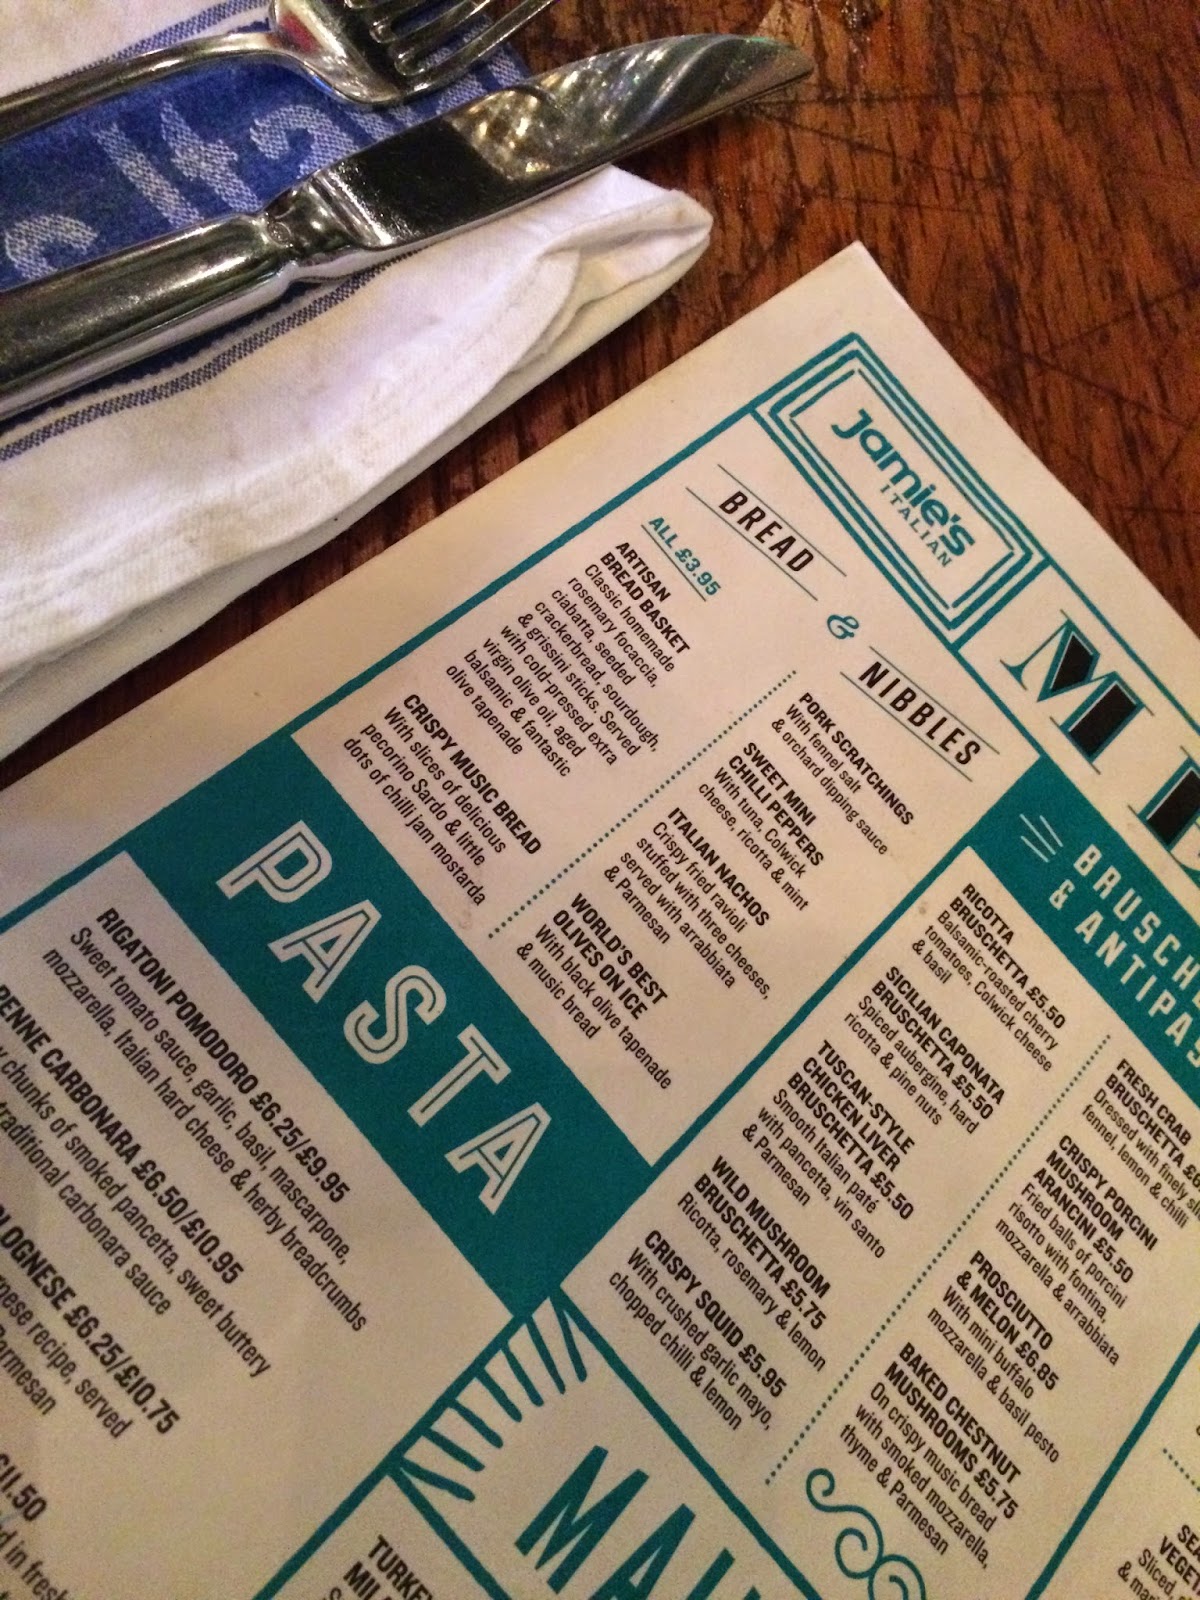 Jamie's
ITALIAN
BREAD
&
NIBBLES
ALL £3.95
ARTISAN
BREAD BASKET
Classic homemade
rosemary focaccia,
ciabatta, seeded
crackerbread, sourdough,
& grissini sticks. Served
with cold-pressed extra
virgin olive oil, aged
balsamic & fantastic
olive tapenade
CRISPY MUSIC BREAD
With slices of delicious
pecorino Sardo & little
dots of chilli jam mostarda
PORK SCRATCHINGS
With fennel salt
& orchard dipping sauce
SWEET MINI
CHILLI PEPPERS
With tuna, Colwick
cheese, ricotta & mint
ITALIAN NACHOS
Crispy fried ravioli
stuffed with three cheeses,
served with arrabbiata
& Parmesan
WORLD'S BEST
OLIVES ON ICE
With black olive tapenade
& music bread
PASTA
RIGATONI POMODORO £6.25/£9.95
Sweet tomato sauce, garlic, basil, mascarpone,
mozzarella, Italian hard cheese & herby breadcrumbs
PENNE CARBONARA £6.50/£10.95
chunks of smoked pancetta, sweet buttery
traditional carbonara sauce
£6.25/£10.75
recipe, served
Parmesan
£11.50
in fresh
& ANTIPAS
RICOTTA
BRUSCHETTA £5.50
Balsamic-roasted cherry
tomatoes, Colwick cheese
& basil
SICILIAN CAPONATA
BRUSCHETTA £5.50
Spiced aubergine, hard
ricotta & pine nuts
TUSCAN-STYLE
CHICKEN LIVER
BRUSCHETTA £5.50
Smooth Italian paté
with pancetta, vin santo
& Parmesan
WILD MUSHROOM
BRUSCHETTA £5.75
Ricotta, rosemary & lemon
CRISPY SQUID £5.95
With crushed garlic mayo,
chopped chilli & lemon
FRESH CRAB
BRUSCHETTA
Dressed with finely
fennel, lemon & chilli
CRISPY PORCINI
MUSHROOM
ARANCINI £5.50
Fried balls of porcini
risotto with fontina,
mozzarella & arrabbiata
PROSCIUTTO
& MELON £6.85
With mini buffalo
mozzarella & basil pesto
BAKED CHESTNUT
MUSHROOMS £5.75
On crispy music bread
with smoked mozzarella,
thyme & Parmesan